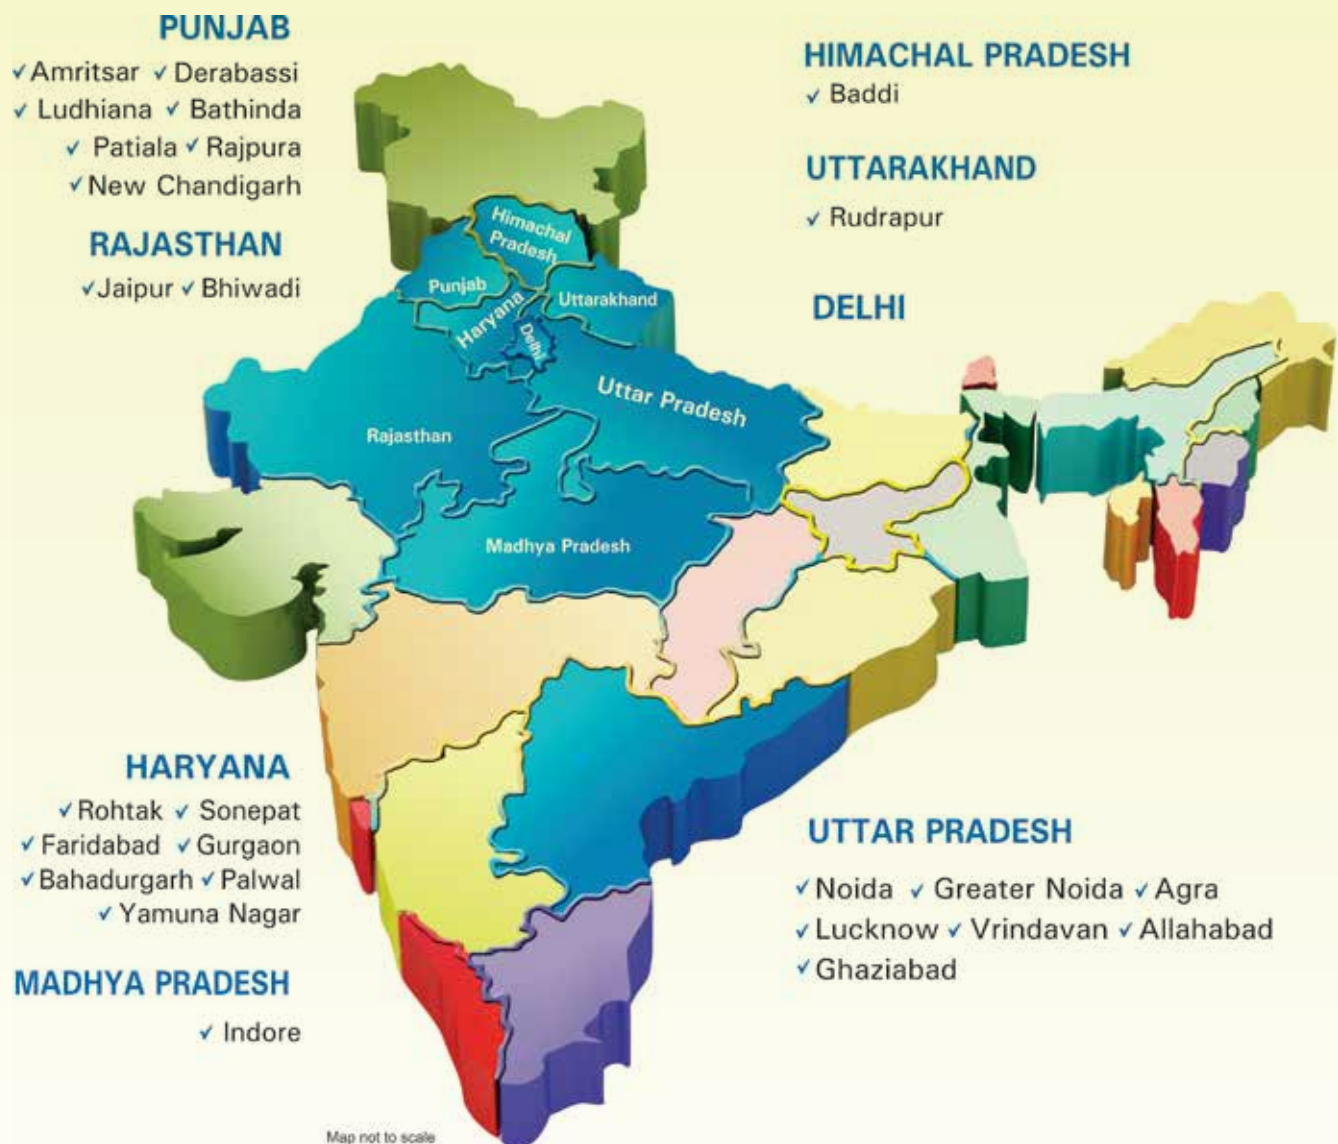 PUNJAB
✓ Amritsar ✓ Derabassi
✓ Ludhiana ✓ Bathinda
✓ Patiala ✓ Rajpura
✓ New Chandigarh
RAJASTHAN
✓ Jaipur ✓ Bhiwadi
HIMACHAL PRADESH
✓ Baddi
UTTARAKHAND
✓ Rudrapur
DELHI
Himachal
Pradesh
Punjab
Haryana
Uttarakhand
Delhi
Uttar Pradesh
Rajasthan
Madhya Pradesh
HARYANA
✓ Rohtak ✓ Sonepat
✓ Faridabad ✓ Gurgaon
✓ Bahadurgarh ✓ Palwal
✓ Yamuna Nagar
MADHYA PRADESH
✓ Indore
UTTAR PRADESH
✓ Noida ✓ Greater Noida ✓ Agra
✓ Lucknow ✓ Vrindavan ✓ Allahabad
✓ Ghaziabad
Map not to scale